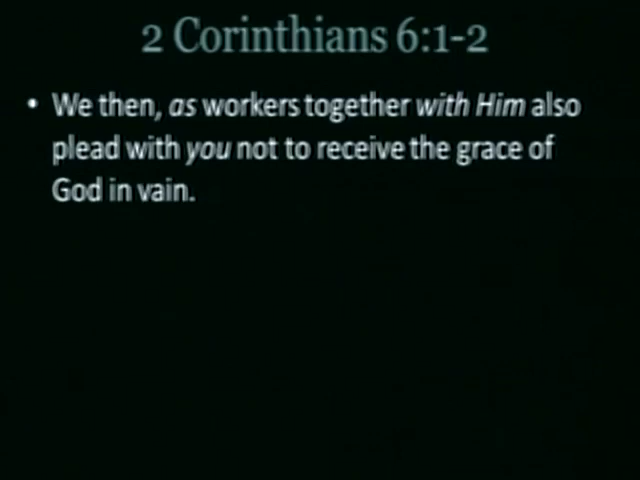 2 Corinthians 6:1-2
• We then, as workers together with Him also
plead with you not to receive the grace of
God in vain.